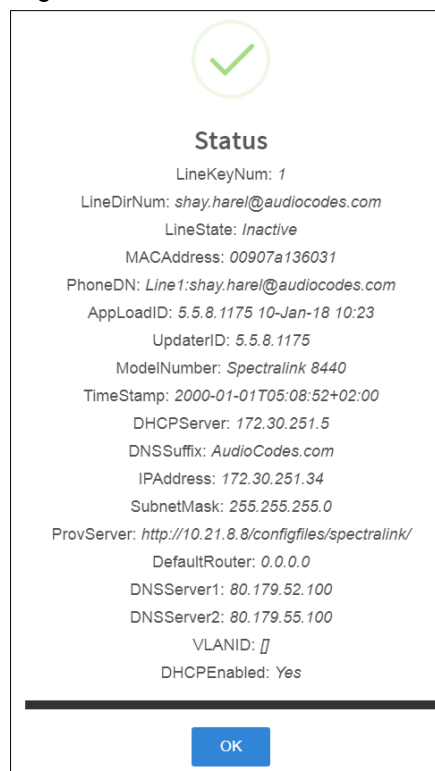 Status
LineKeyNum: 1
LineDirNum: shay.harel@audiocodes.com
LineState: Inactive
MACAddress: 00907a136031
PhoneDN: Line1:shay.harel@audiocodes.com
AppLoadID: 5.5.8.1175 10-Jan-18 10:23
UpdaterID: 5.5.8.1175
ModelNumber: Spectralink 8440
TimeStamp: 2000-01-01T05:08:52+02:00
DHCPServer: 172.30.251.5
DNSSuffix: AudioCodes.com
IPAddress: 172.30.251.34
SubnetMask: 255.255.255.0
ProvServer: http://10.21.8.8/configfiles/spectralink/
DefaultRouter: 0.0.0.0
DNSServer1: 80.179.52.100
DNSServer2: 80.179.55.100
VLANID: []
DHCPEnabled: Yes
OK